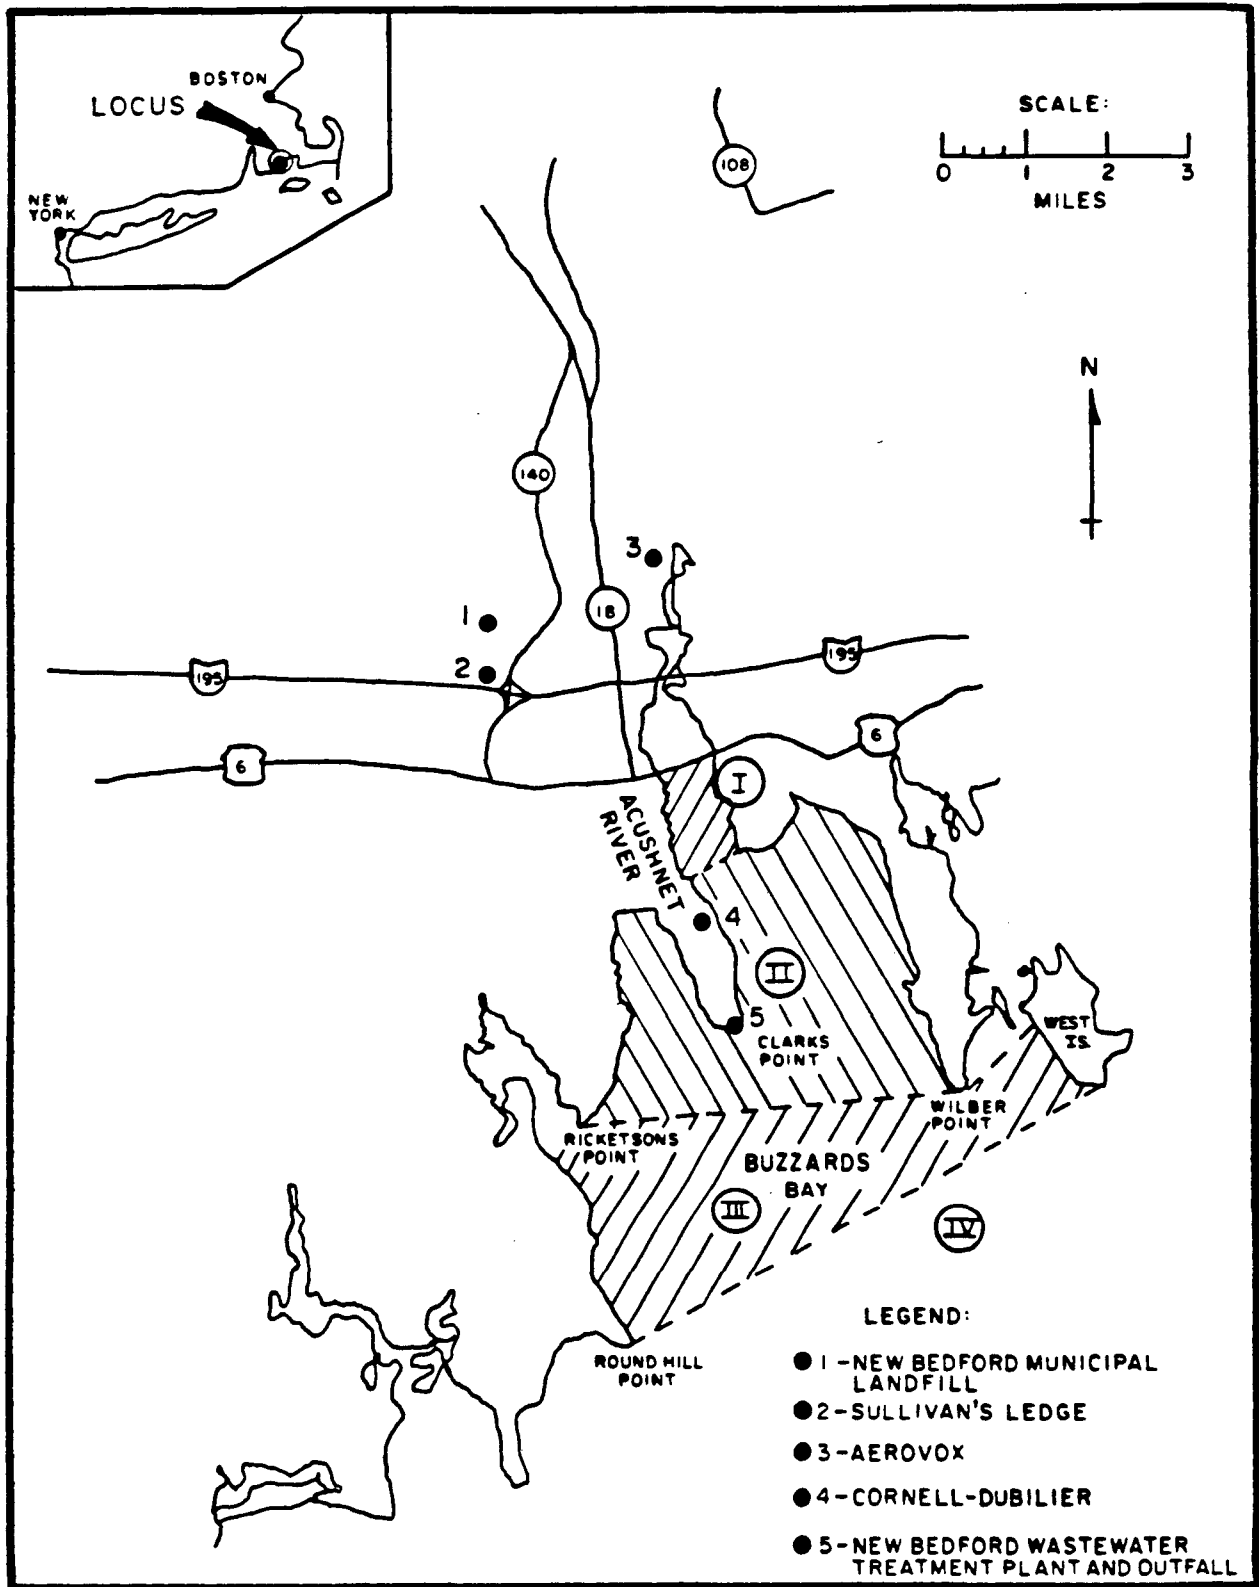 BOSTON
LOCUS
NEW
YORK
108
SCALE:
0 1 2 3
MILES
N
140
3
18
1
2
195
195
6
6
I
ACUSHNET
RIVER
4
II
5
CLARKS
POINT
WEST
IS.
WILBER
POINT
RICKETSONS
POINT
BUZZARDS
BAY
III
IV
ROUND HILL
POINT
LEGEND:
1-NEW BEDFORD MUNICIPAL
LANDFILL
2-SULLIVAN'S LEDGE
3-AEROVOX
4-CORNELL-DUBILIER
5-NEW BEDFORD WASTEWATER
TREATMENT PLANT AND OUTFALL